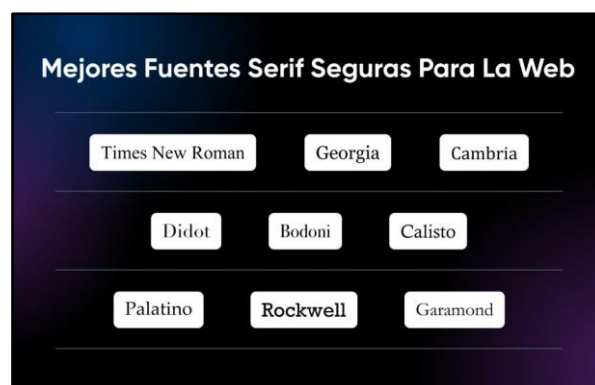 Mejores Fuentes Serif Seguras Para La Web
Times New Roman Georgia Cambria
Didot Bodoni Calisto
Palatino Rockwell Garamond